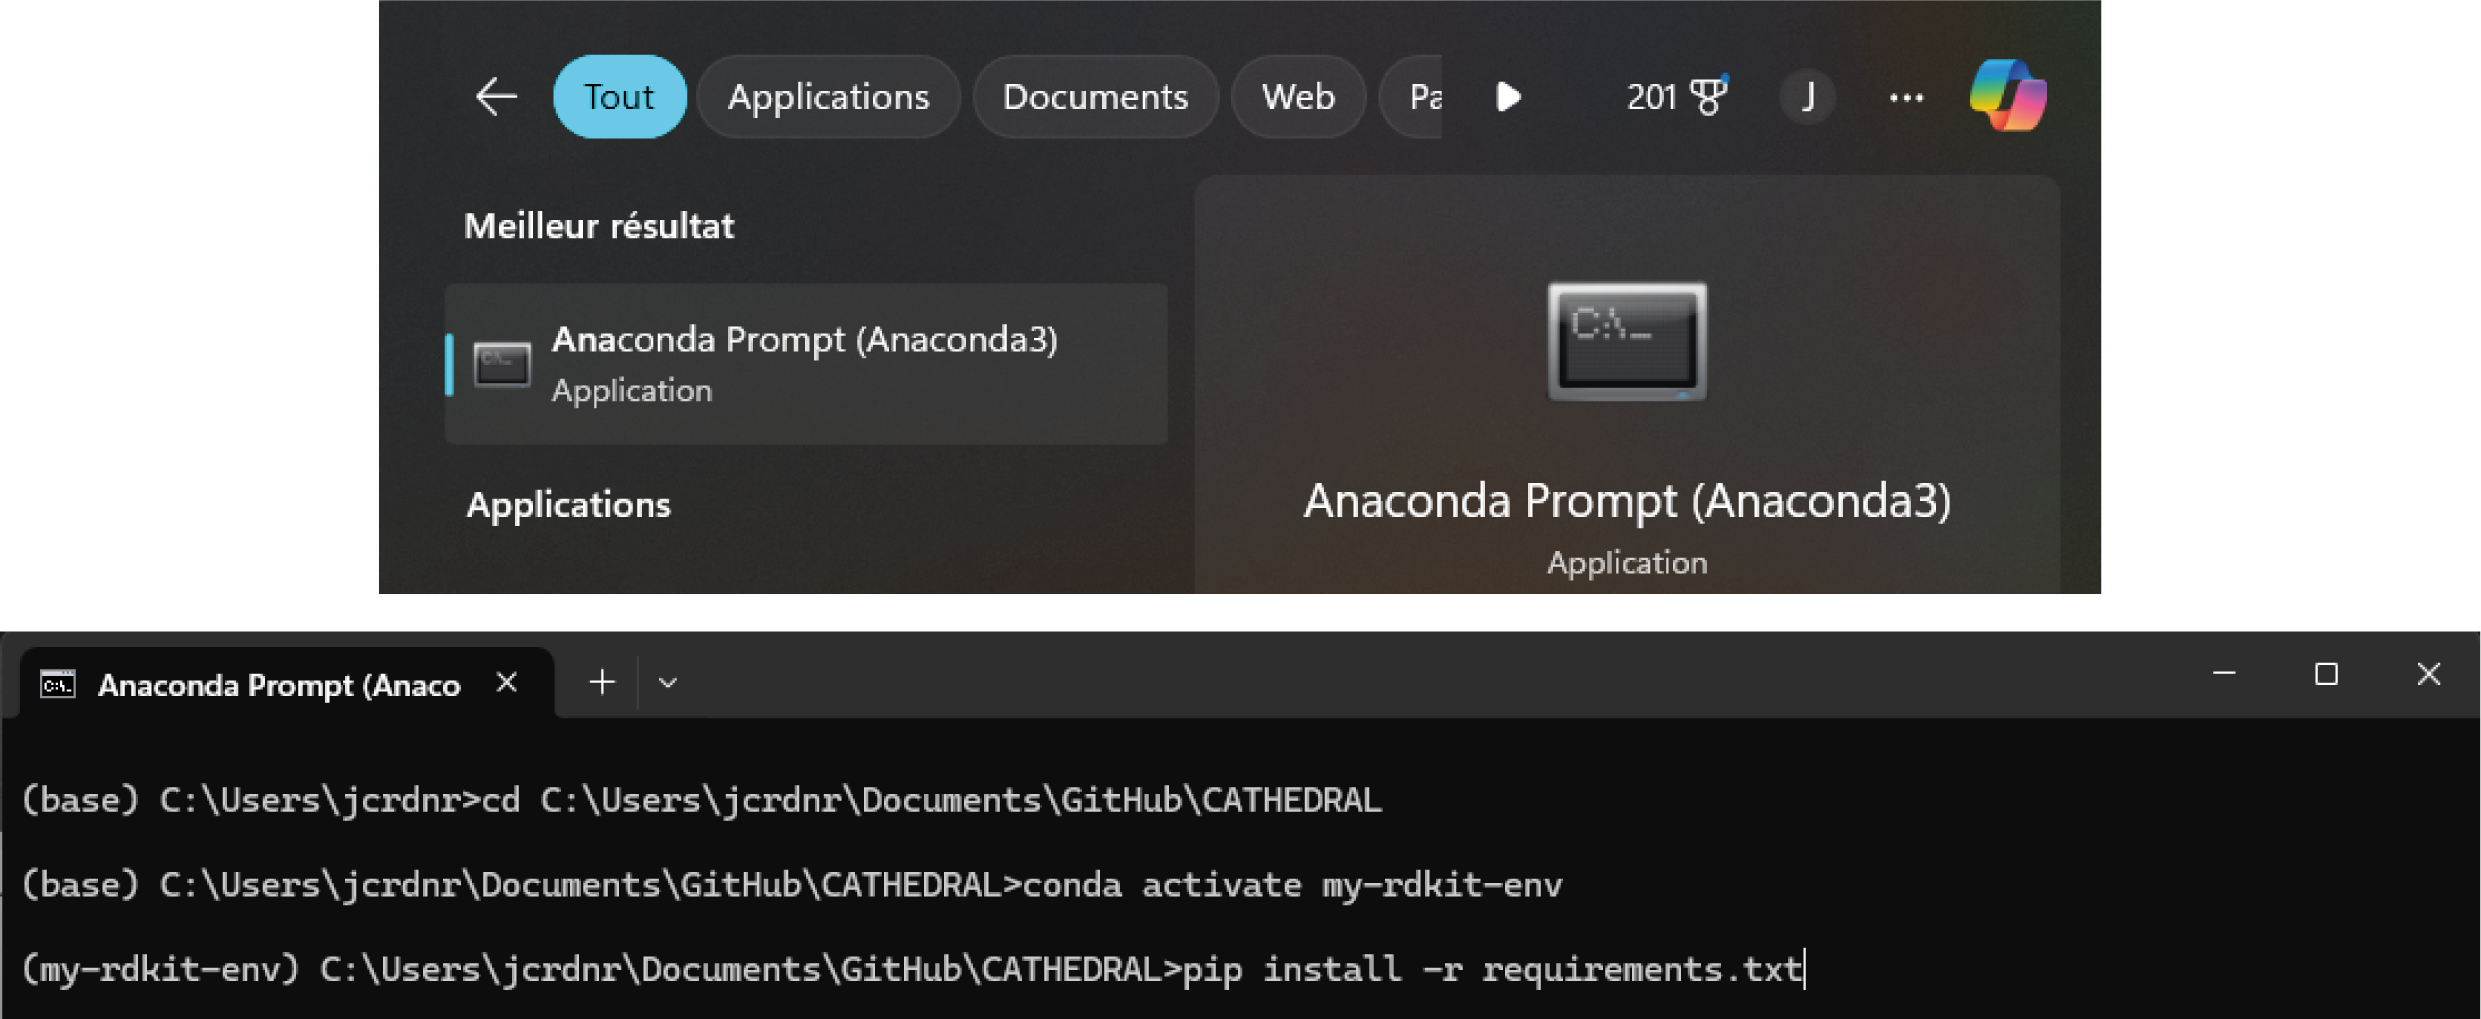 Tout Applications Documents Web Pa 201 J ...
Meilleur résultat
Anaconda Prompt (Anaconda3)
Application
Applications
C:\_
Anaconda Prompt (Anaconda3)
Application
Anaconda Prompt (Anaco
(base) C:\Users\jcrdnr>cd C:\Users\jcrdnr\Documents\GitHub\CATHEDRAL
(base) C:\Users\jcrdnr\Documents\GitHub\CATHEDRAL>conda activate my-rdkit-env
(my-rdkit-env) C:\Users\jcrdnr\Documents\GitHub\CATHEDRAL>pip install -r requirements.txt